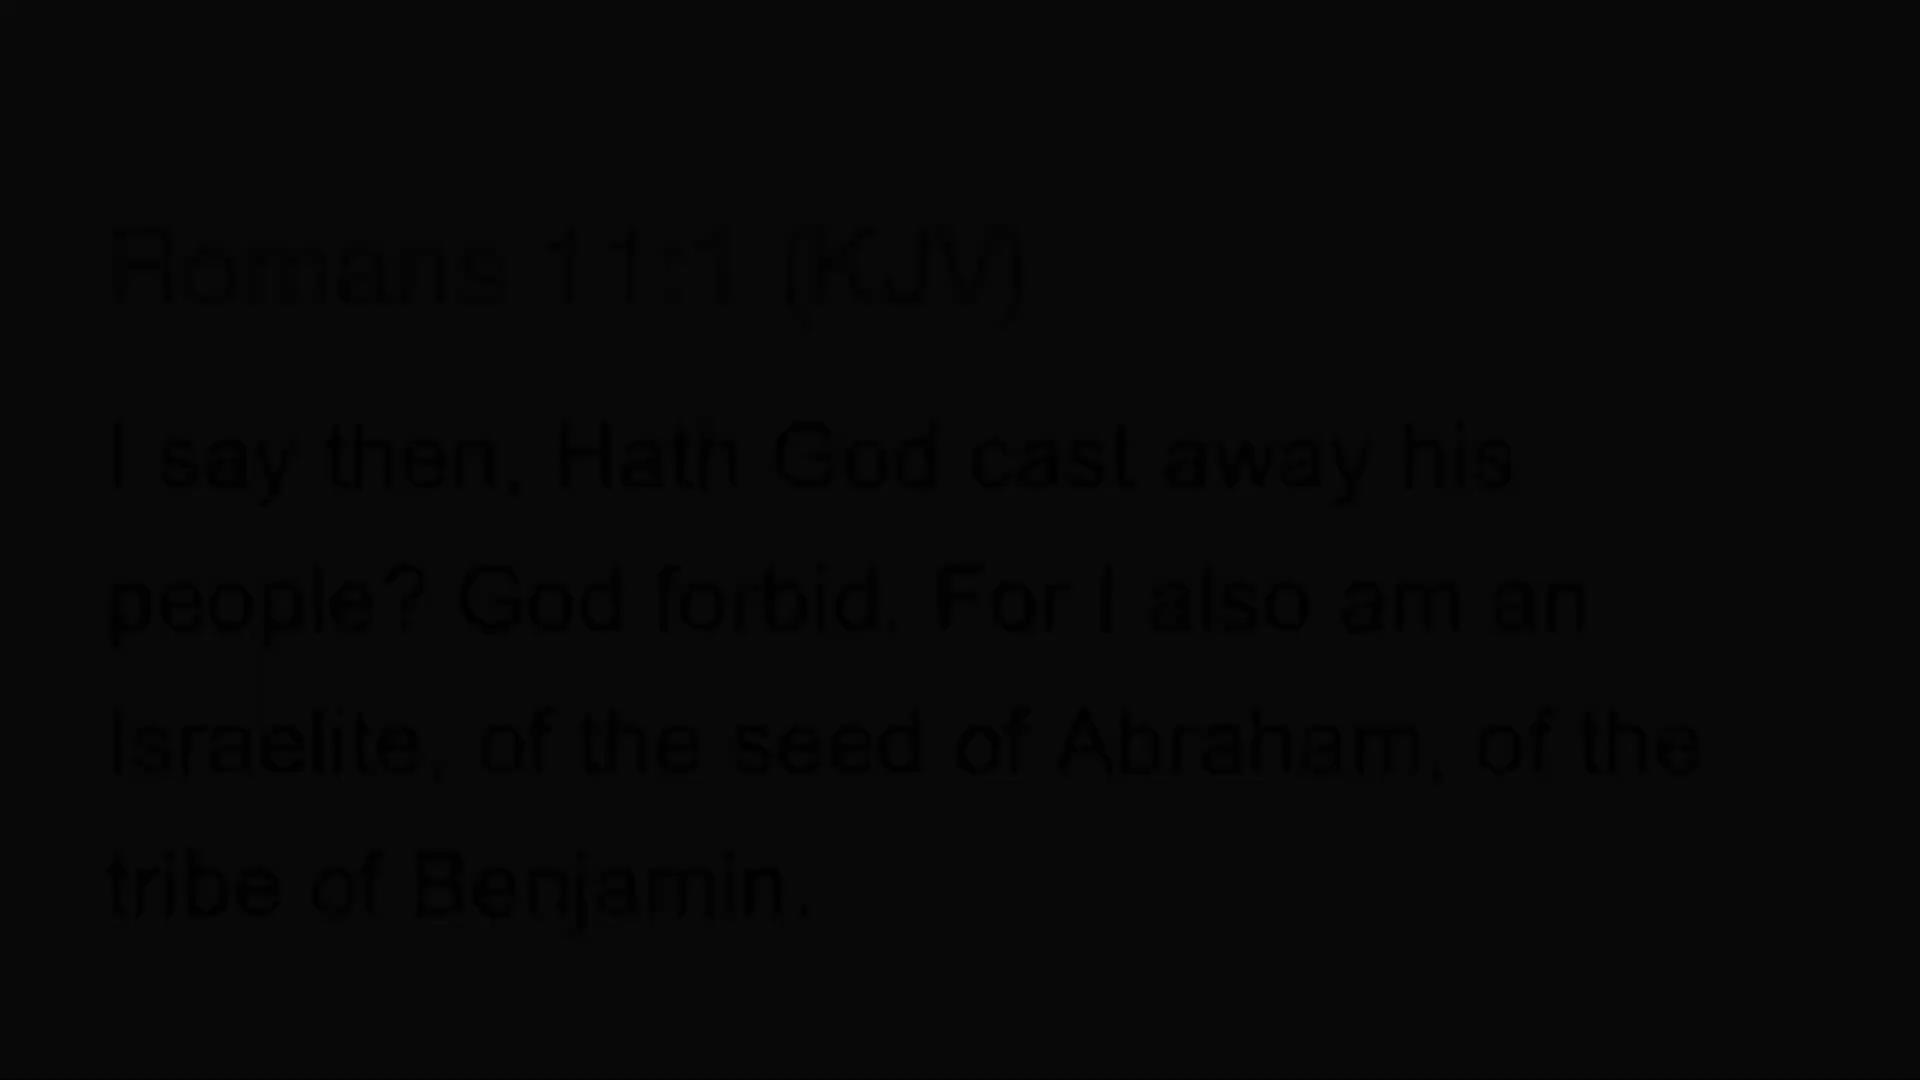 Romans 11:1 (KJV)
I say then, Hath God cast away his
people? God forbid. For I also am an
Israelite, of the seed of Abraham, of the
tribe of Benjamin.